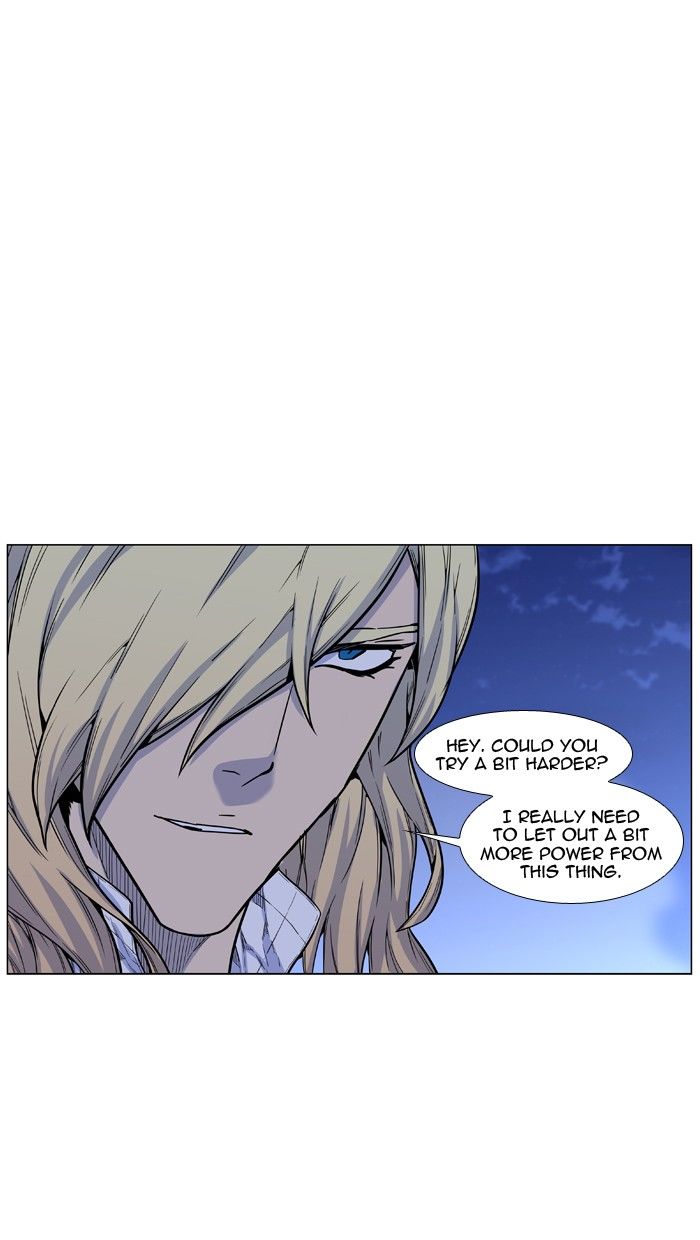 HEY. COULD YOU
TRY A BIT HARDER?
I REALLY NEED
TO LET OUT A BIT
MORE POWER FROM
THIS THING.